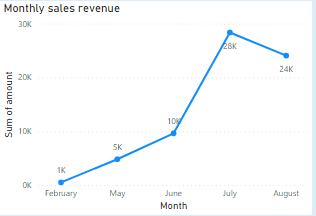 Monthly sales revenue
Sum of amount
30K
20K
10K
0K
1K
5K
10K
28K
24K
February May June July August
Month